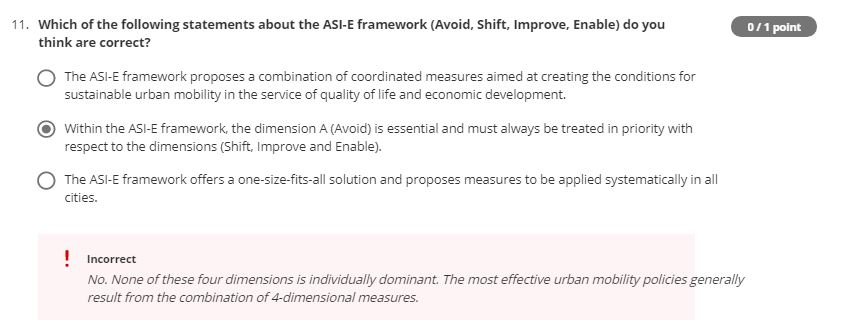 11. Which of the following statements about the ASI-E framework (Avoid, Shift, Improve, Enable) do you
think are correct?
0 / 1 point
The ASI-E framework proposes a combination of coordinated measures aimed at creating the conditions for
sustainable urban mobility in the service of quality of life and economic development.
Within the ASI-E framework, the dimension A (Avoid) is essential and must always be treated in priority with
respect to the dimensions (Shift, Improve and Enable).
The ASI-E framework offers a one-size-fits-all solution and proposes measures to be applied systematically in all
cities.
! Incorrect
No. None of these four dimensions is individually dominant. The most effective urban mobility policies generally
result from the combination of 4-dimensional measures.